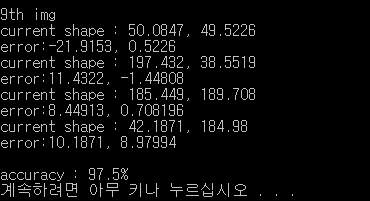 9th img
current shape : 50.0847, 49.5226
error:-21.9153, 0.5226
current shape : 197.432, 38.5519
error:11.4322, -1.44808
current shape : 185.449, 189.708
error:8.44913, 0.708196
current shape : 42.1871, 184.98
error:10.1871, 8.97994
accuracy : 97.5%
계속하려면 아무 키나 누르십시오 . . .